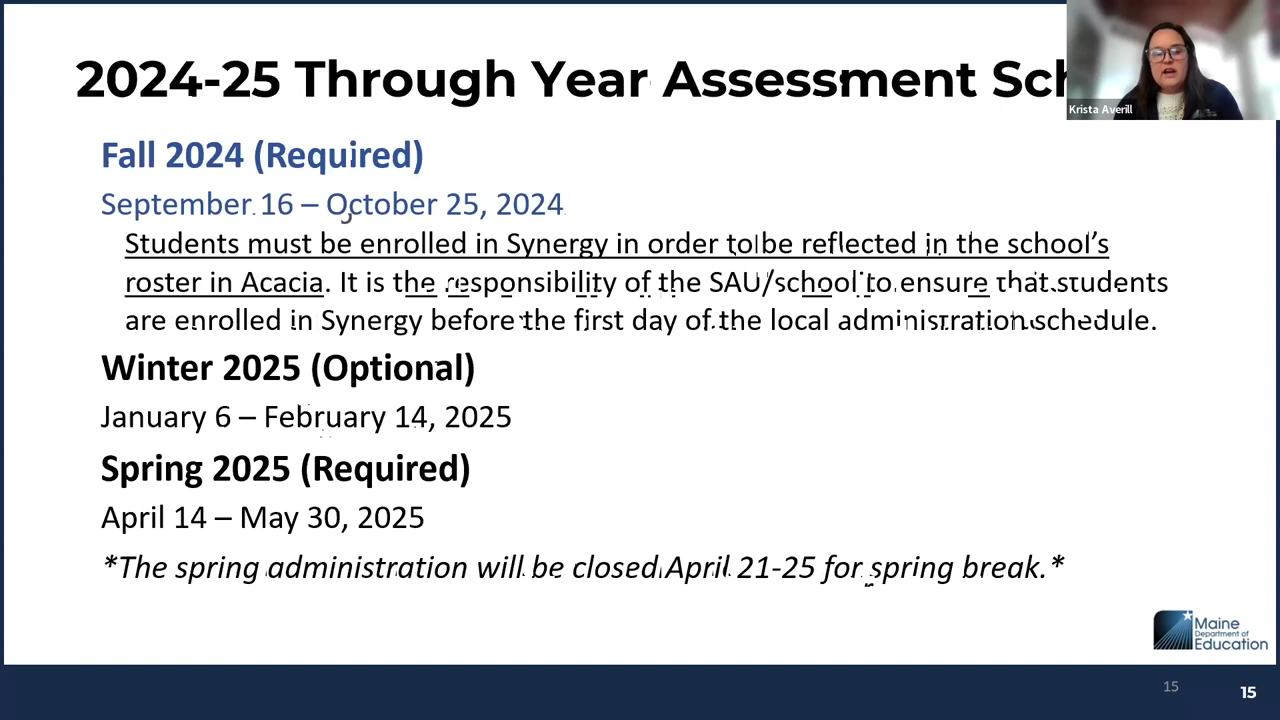 2024-25 Through Year Assessment Sch
Krista Averill
Fall 2024 (Required)
September 16 – October 25, 2024
Students must be enrolled in Synergy in order to be reflected in the school's
roster in Acacia. It is the responsibility of the SAU/school to ensure that students
are enrolled in Synergy before the first day of the local administration schedule.
Winter 2025 (Optional)
January 6 – February 14, 2025
Spring 2025 (Required)
April 14 – May 30, 2025
*The spring administration will be closed April 21-25 for spring break.*
Maine
Department of
Education
15
15